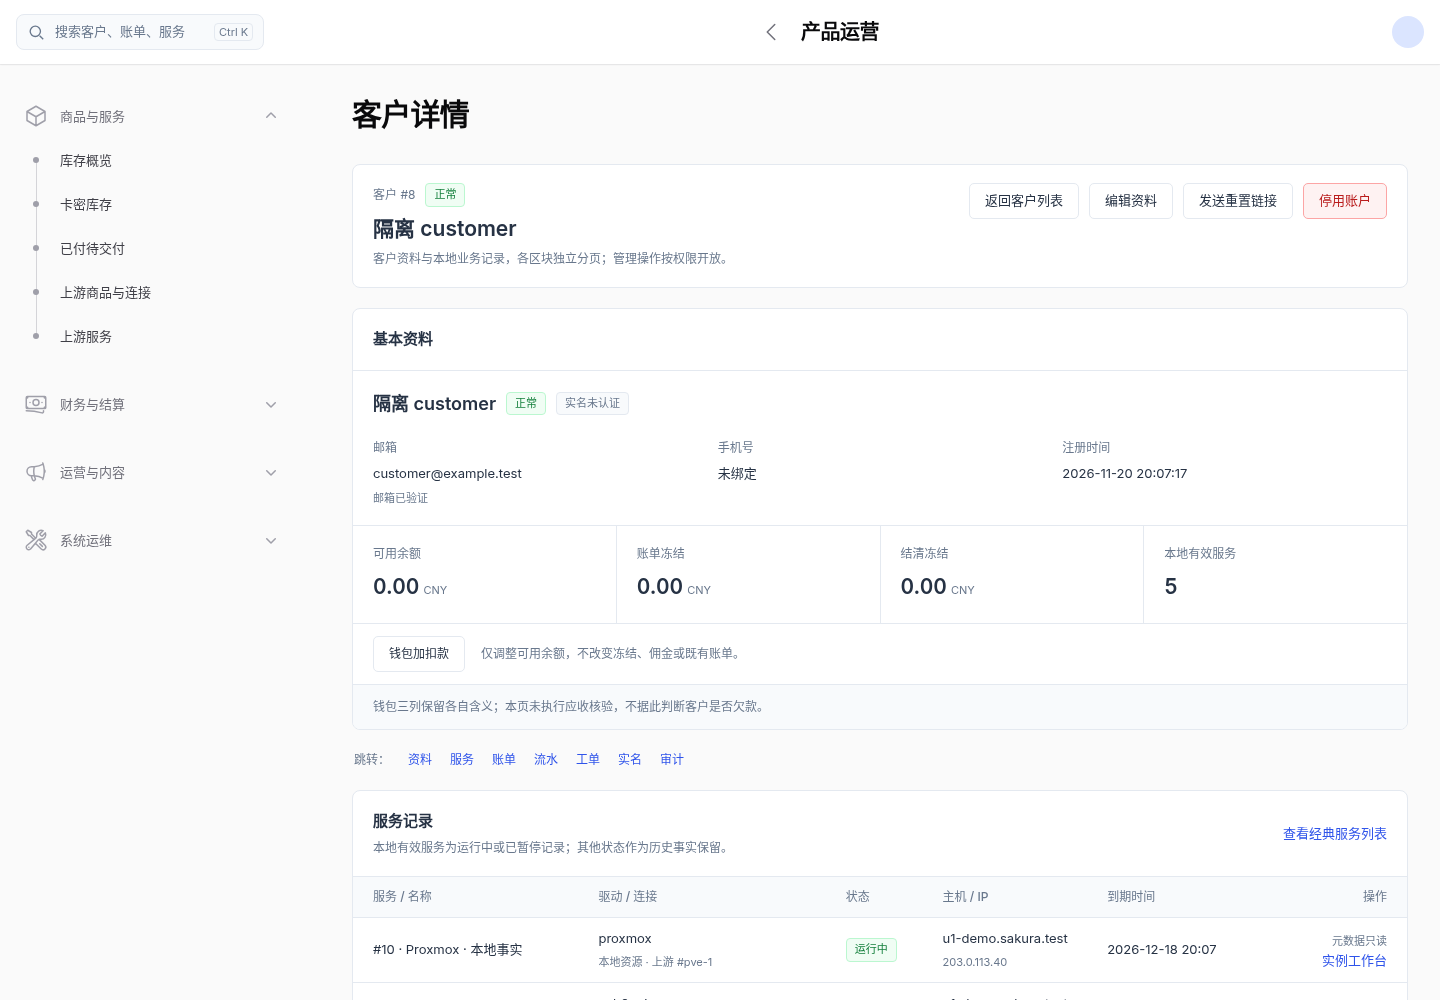 搜索客户、账单、服务 Ctrl K
产品运营
商品与服务
库存概览
卡密库存
已付待交付
上游商品与连接
上游服务
财务与结算
运营与内容
系统运维
客户详情
客户 #8 正常
隔离 customer
客户资料与本地业务记录，各区块独立分页；管理操作按权限开放。
返回客户列表 编辑资料 发送重置链接 停用账户
基本资料
隔离 customer 正常 实名未认证
邮箱 手机号 注册时间
customer@example.test 未绑定 2026-11-20 20:07:17
邮箱已验证
可用余额 账单冻结 结清冻结 本地有效服务
0.00 CNY 0.00 CNY 0.00 CNY 5
钱包加扣款 仅调整可用余额，不改变冻结、佣金或既有账单。
钱包三列保留各自含义；本页未执行应收核验，不据此判断客户是否欠款。
跳转： 资料 服务 账单 流水 工单 实名 审计
服务记录
本地有效服务为运行中或已暂停记录；其他状态作为历史事实保留。
查看经典服务列表
服务 / 名称 驱动 / 连接 状态 主机 / IP 到期时间 操作
#10 · Proxmox · 本地事实 proxmox 运行中 u1-demo.sakura.test 2026-12-18 20:07 元数据只读
本地资源 · 上游 #pve-1 203.0.113.40 实例工作台